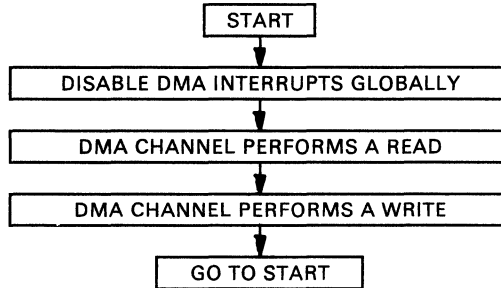 START
DISABLE DMA INTERRUPTS GLOBALLY
DMA CHANNEL PERFORMS A READ
DMA CHANNEL PERFORMS A WRITE
GO TO START